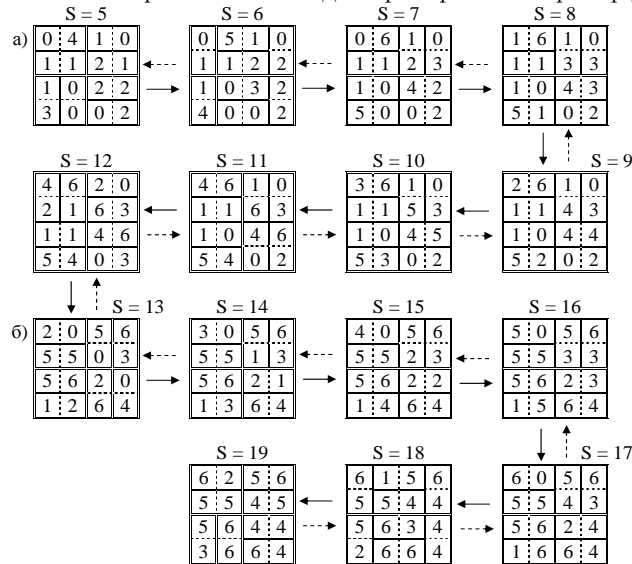 S = 5 S = 6 S = 7 S = 8
а) 0 4 1 0 0 5 1 0 0 6 1 0 1 6 1 0
1 1 2 1 1 1 2 2 1 1 2 3 1 1 3 3
1 0 2 2 1 0 3 2 1 0 4 2 1 0 4 3
3 0 0 2 4 0 0 2 5 0 0 2 5 1 0 2
S = 12 S = 11 S = 10 S = 9
4 6 2 0 4 6 1 0 3 6 1 0 2 6 1 0
2 1 6 3 1 1 6 3 1 1 5 3 1 1 4 3
1 1 4 6 1 0 4 6 1 0 4 5 1 0 4 4
5 4 0 3 5 4 0 2 5 3 0 2 5 2 0 2
S = 13 S = 14 S = 15 S = 16
б) 2 0 5 6 3 0 5 6 4 0 5 6 5 0 5 6
5 5 0 3 5 5 1 3 5 5 2 3 5 5 3 3
5 6 2 0 5 6 2 1 5 6 2 2 5 6 2 3
1 2 6 4 1 3 6 4 1 4 6 4 1 5 6 4
S = 19 S = 18 S = 17
6 2 5 6 6 1 5 6 6 0 5 6
5 5 4 5 5 5 4 4 5 5 4 3
5 6 4 4 5 6 3 4 5 6 2 4
3 6 6 4 2 6 6 4 1 6 6 4